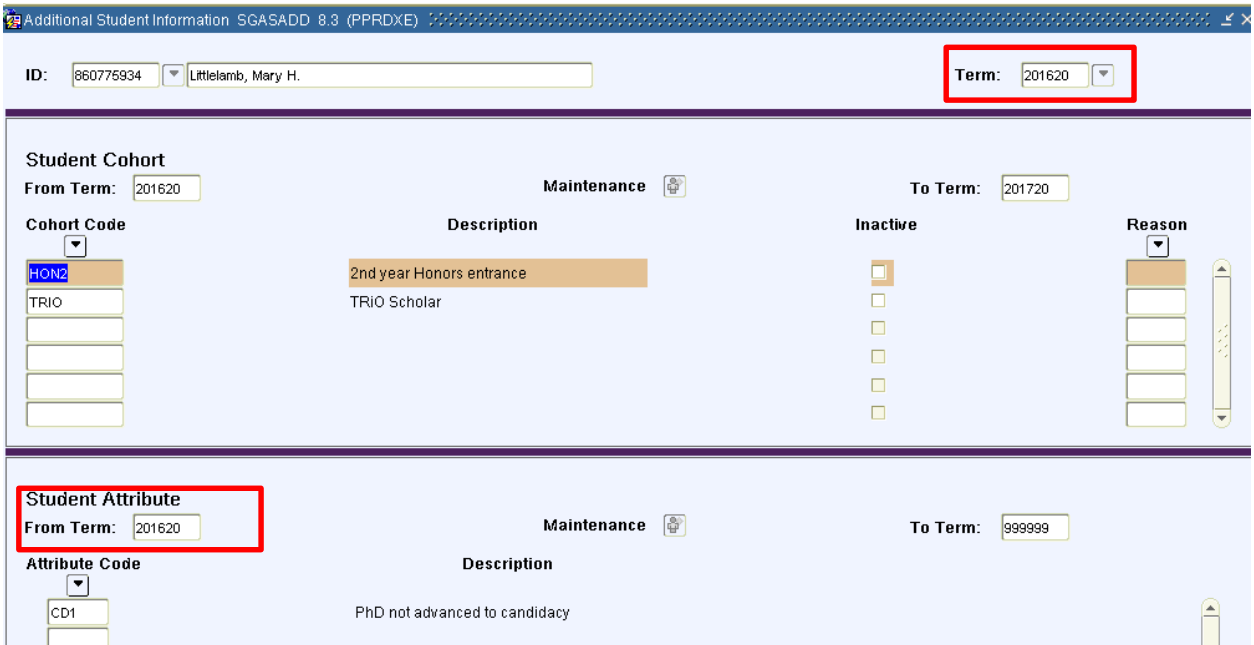 Additional Student Information SGASADD 8.3 (PPRDXE)
ID: 860775934 Littlelamb, Mary H. Term: 201620
Student Cohort
From Term: 201620 Maintenance To Term: 201720
Cohort Code Description Inactive Reason
HON2 2nd year Honors entrance
TRIO TRiO Scholar
Student Attribute
From Term: 201620 Maintenance To Term: 999999
Attribute Code Description
CD1 PhD not advanced to candidacy